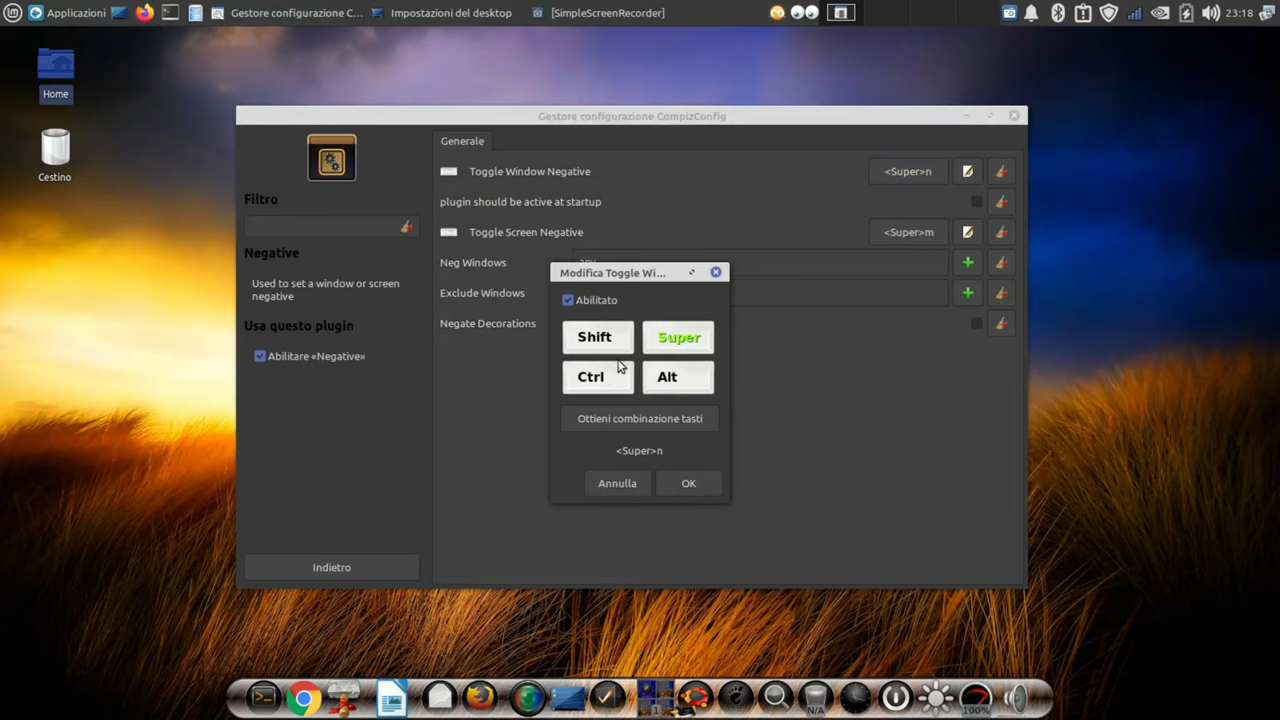 Applicazioni
Gestore configurazione C...
Impostazioni del desktop
[SimpleScreenRecorder]
23:18
Home
Cestino
Gestore configurazione CompizConfig
Filtro
Negative
Used to set a window or screen
negative
Usa questo plugin
Abilitare «Negative»
Indietro
Generale
Toggle Window Negative
<Super>n
plugin should be active at startup
Toggle Screen Negative
<Super>m
Neg Windows
Exclude Windows
Negate Decorations
Modifica Toggle Wi...
Abilitato
Shift
Super
Ctrl
Alt
Ottieni combinazione tasti
<Super>n
Annulla
OK
1
N/A
100%